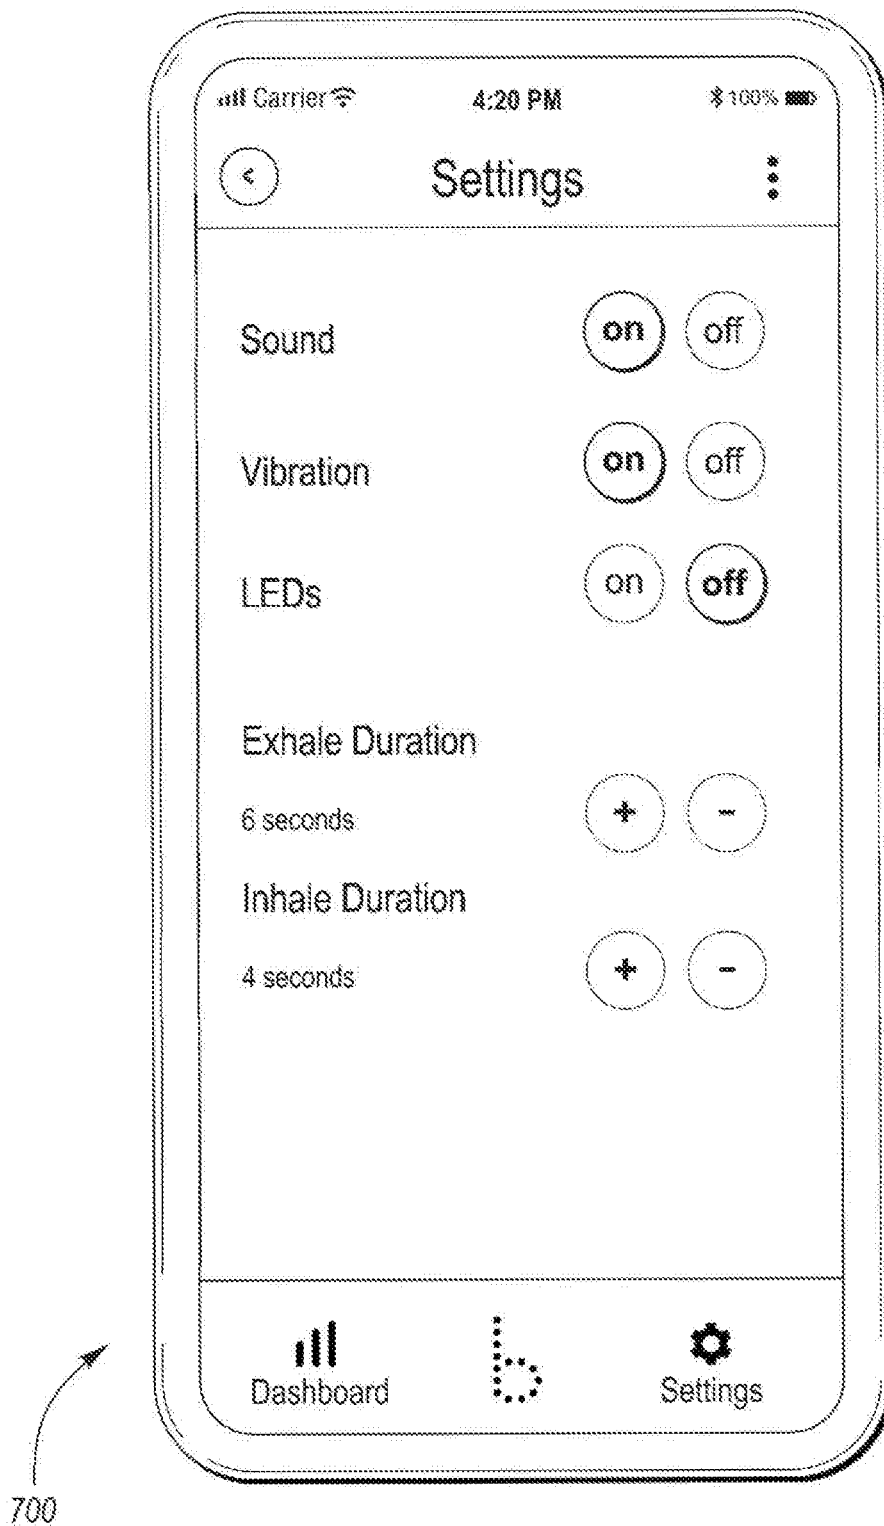 Carrier 4:20 PM 100%
< Settings
Sound on off
Vibration on off
LEDs on off
Exhale Duration
6 seconds + -
Inhale Duration
4 seconds + -
b
Dashboard Settings
700